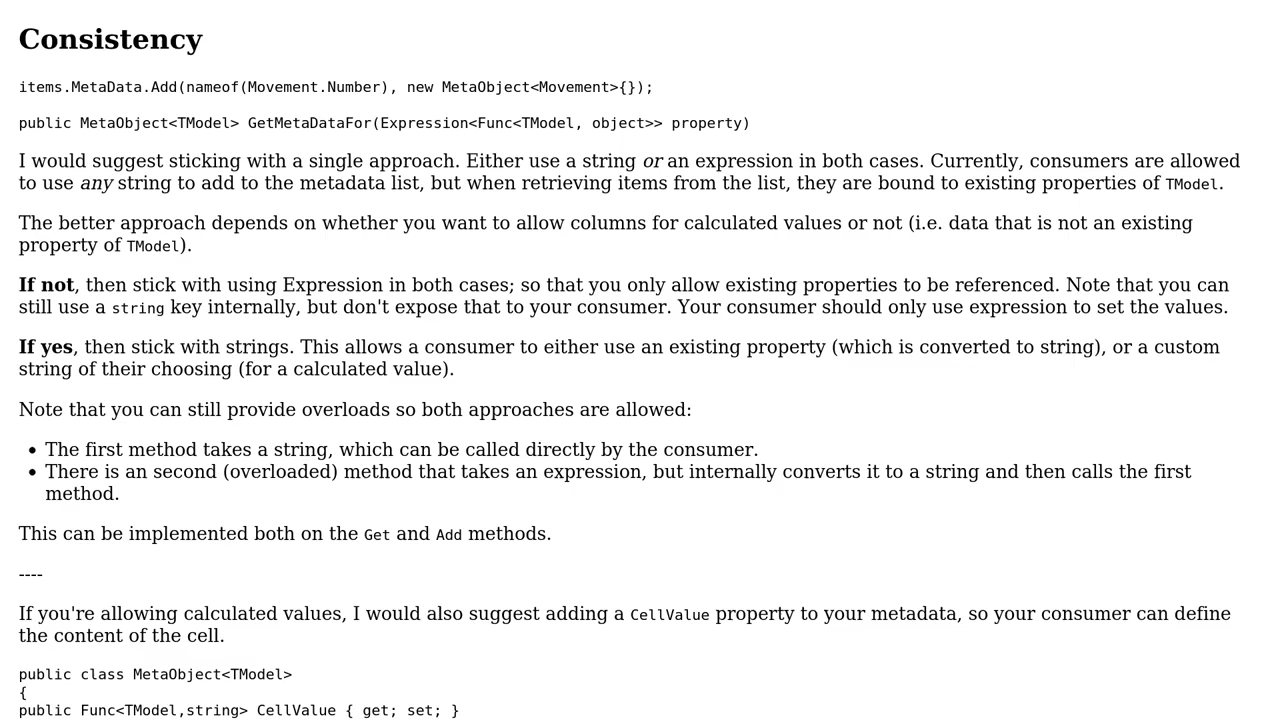 Consistency
items.MetaData.Add(nameof(Movement.Number), new MetaObject<Movement>{});
public MetaObject<TModel> GetMetaDataFor(Expression<Func<TModel, object>> property)
I would suggest sticking with a single approach. Either use a string or an expression in both cases. Currently, consumers are allowed
to use any string to add to the metadata list, but when retrieving items from the list, they are bound to existing properties of TModel.
The better approach depends on whether you want to allow columns for calculated values or not (i.e. data that is not an existing
property of TModel).
If not, then stick with using Expression in both cases; so that you only allow existing properties to be referenced. Note that you can
still use a string key internally, but don't expose that to your consumer. Your consumer should only use expression to set the values.
If yes, then stick with strings. This allows a consumer to either use an existing property (which is converted to string), or a custom
string of their choosing (for a calculated value).
Note that you can still provide overloads so both approaches are allowed:
• The first method takes a string, which can be called directly by the consumer.
• There is an second (overloaded) method that takes an expression, but internally converts it to a string and then calls the first
method.
This can be implemented both on the Get and Add methods.
----
If you're allowing calculated values, I would also suggest adding a CellValue property to your metadata, so your consumer can define
the content of the cell.
public class MetaObject<TModel>
{
public Func<TModel,string> CellValue { get; set; }